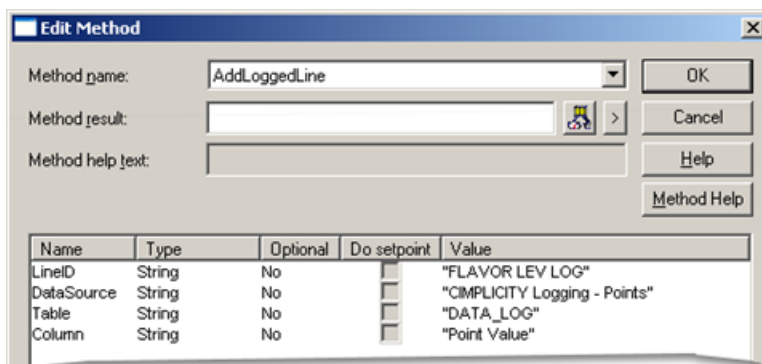 Edit Method
Method name: AddLoggedLine OK
Method result: > Cancel
Method help text: Help
Method Help
Name Type Optional Do setpoint Value
LineID String No "FLAVOR LEV LOG"
DataSource String No "CIMPLICITY Logging - Points"
Table String No "DATA_LOG"
Column String No "Point Value"